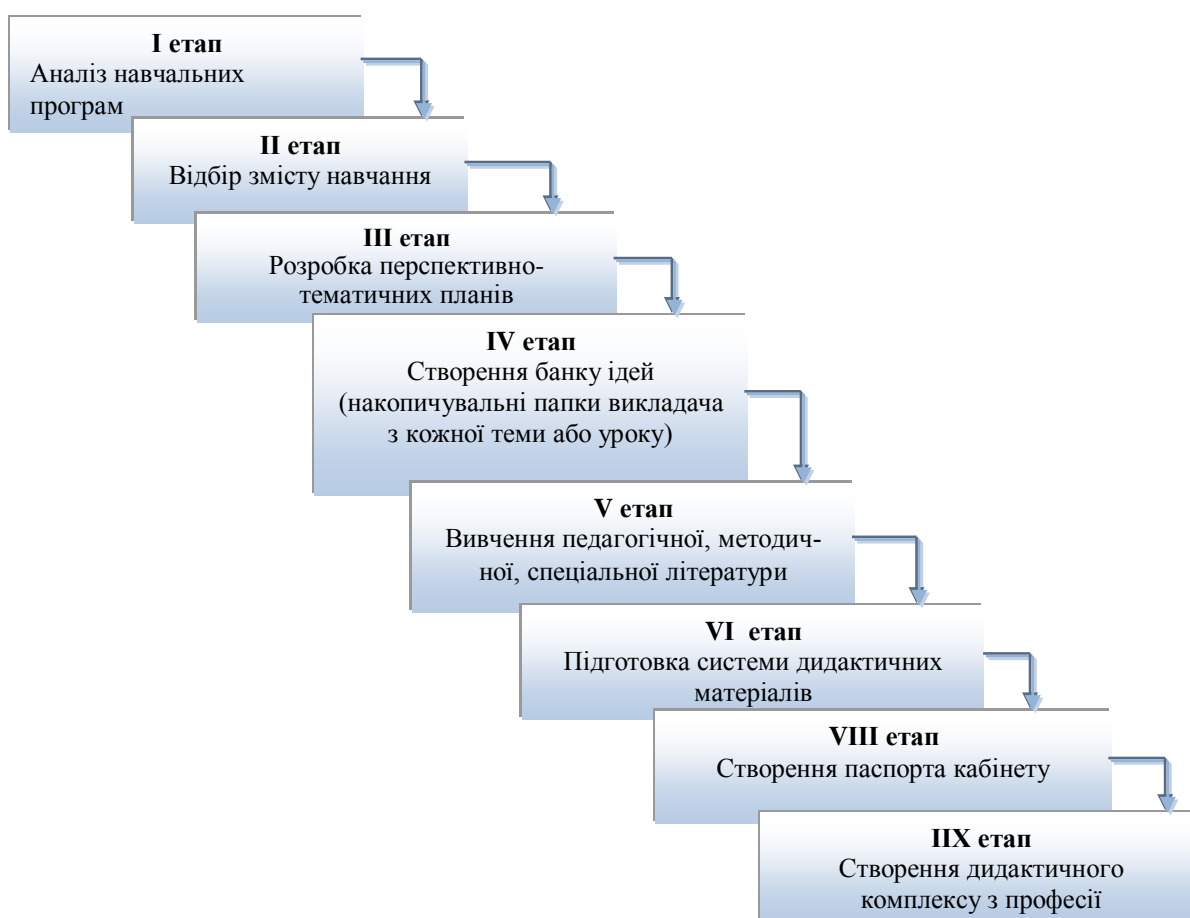 I етап
Аналіз навчальних
програм
II етап
Відбір змісту навчання
III етап
Розробка перспективно-
тематичних планів
IV етап
Створення банку ідей
(накопичувальні папки викладача
з кожної теми або уроку)
V етап
Вивчення педагогічної, методич-
ної, спеціальної літератури
VI етап
Підготовка системи дидактичних
матеріалів
VIII етап
Створення паспорта кабінету
IIX етап
Створення дидактичного
комплексу з професії